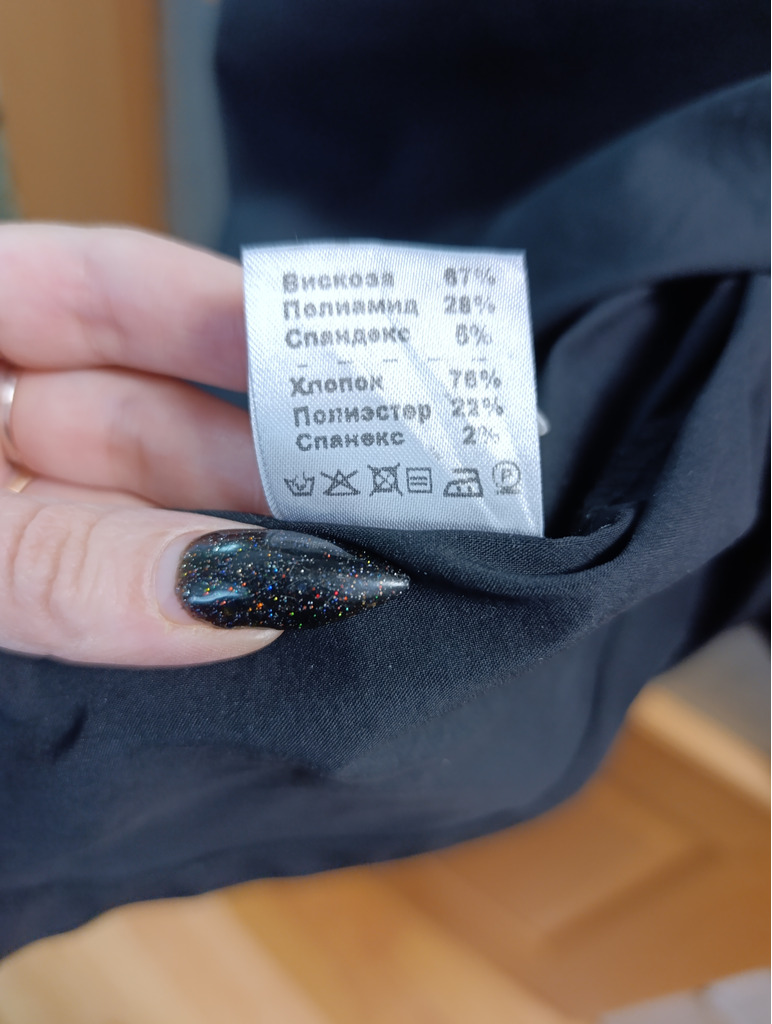 Вискоза 67%
Полиамид 28%
Спандекс 5%
Хлопок 76%
Полиэстер 22%
Спанекс 2%